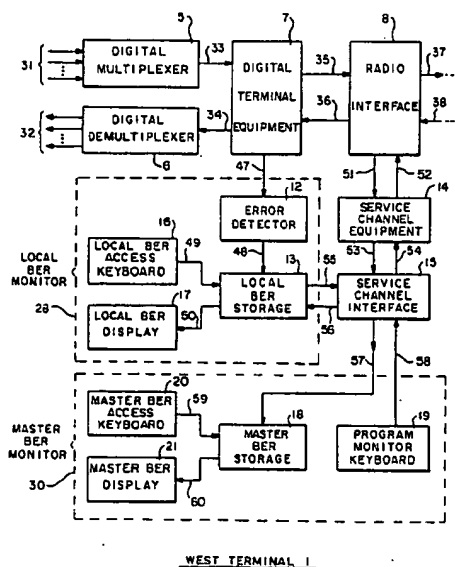 5
7
8
31
DIGITAL
MULTIPLEXER
33
DIGITAL
TERMINAL
EQUIPMENT
35
RADIO
INTERFACE
37
32
DIGITAL
DEMULTIPLEXER
34
36
38
6
47
51
52
12
14
ERROR
DETECTOR
SERVICE
CHANNEL
EQUIPMENT
16
LOCAL BER
ACCESS
KEYBOARD
49
48
53
54
LOCAL
BER
MONITOR
28
13
LOCAL
BER
STORAGE
55
56
15
SERVICE
CHANNEL
INTERFACE
17
LOCAL BER
DISPLAY
50
57
58
20
MASTER BER
ACCESS
KEYBOARD
59
18
MASTER
BER
STORAGE
19
PROGRAM
MONITOR
KEYBOARD
MASTER
BER
MONITOR
30
21
MASTER BER
DISPLAY
60
WEST TERMINAL 1